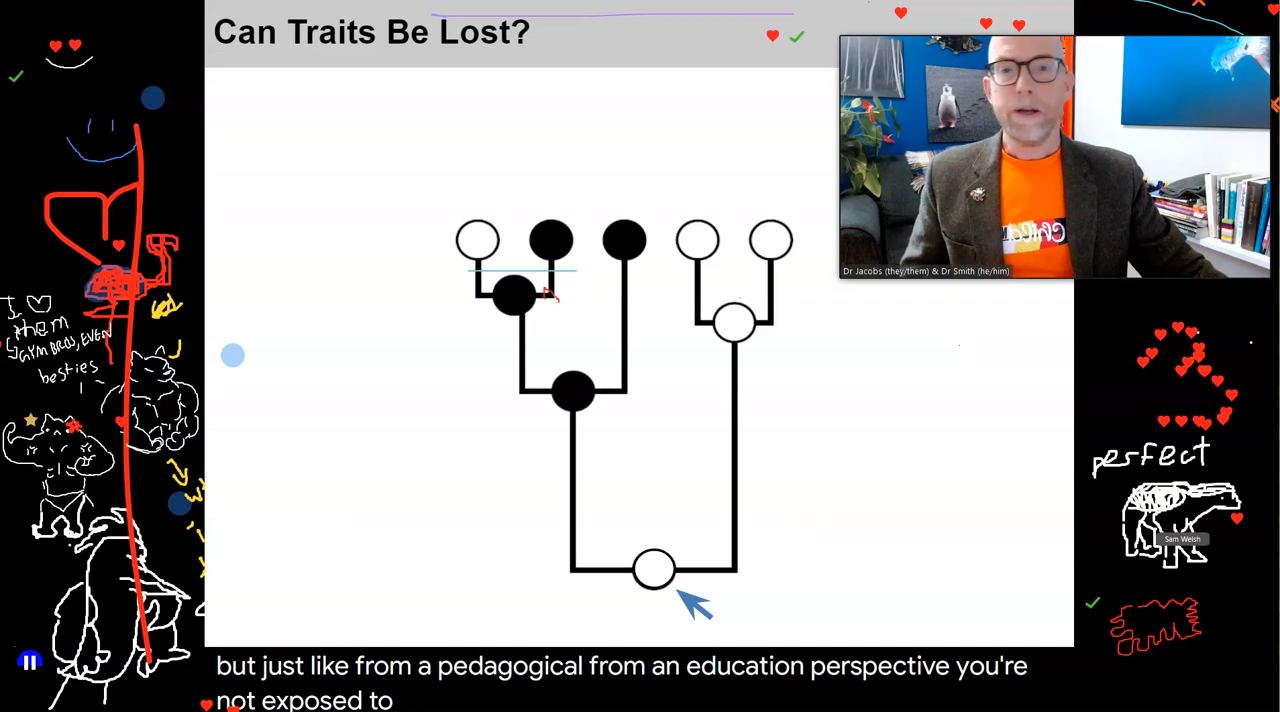 Can Traits Be Lost?
Dr Jacobs (they/them) & Dr Smith (he/him)
I
them
GYM BROS, EVEN
besties
perfect
Sam Welsh
but just like from a pedagogical from an education perspective you're
not exposed to